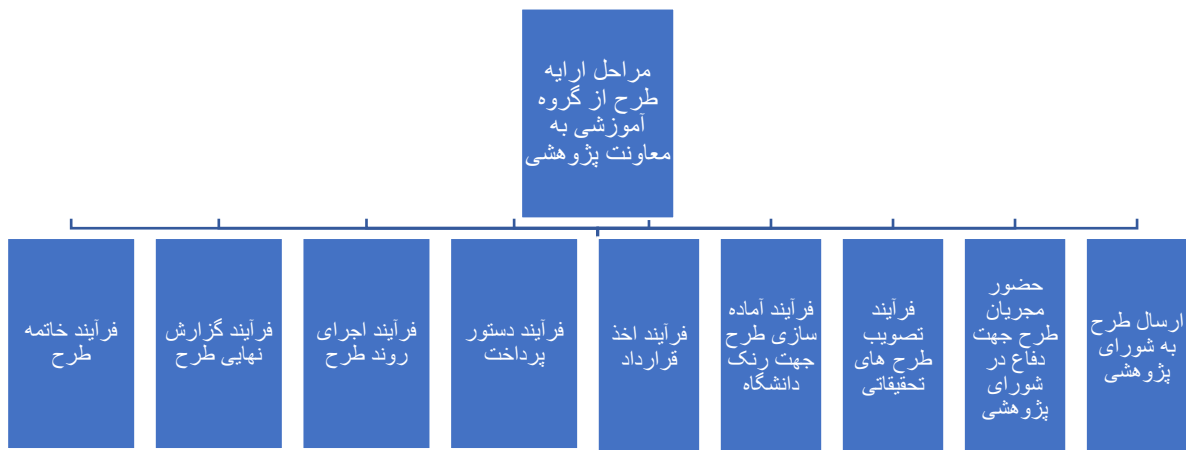 مراحل ارایه
طرح از گروه
آموزشی به
معاونت پژوهشی
ارسال طرح
به شورای
پژوهشی
حضور
مجریان
طرح جهت
دفاع در
شورای
پژوهشی
فرآیند
تصویب
طرح های
تحقیقاتی
فرآیند آماده
سازی طرح
جهت رنک
دانشگاه
فرآیند اخذ
قرارداد
فرآیند دستور
پرداخت
فرآیند اجرای
روند طرح
فرآیند گزارش
نهایی طرح
فرآیند خاتمه
طرح